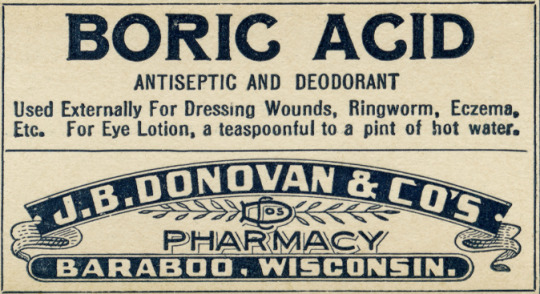 BORIC ACID
ANTISEPTIC AND DEODORANT
Used Externally For Dressing Wounds, Ringworm, Eczema,
Etc. For Eye Lotion, a teaspoonful to a pint of hot water.
J.B. DONOVAN & CO'S
PHARMACY
BARABOO, WISCONSIN.